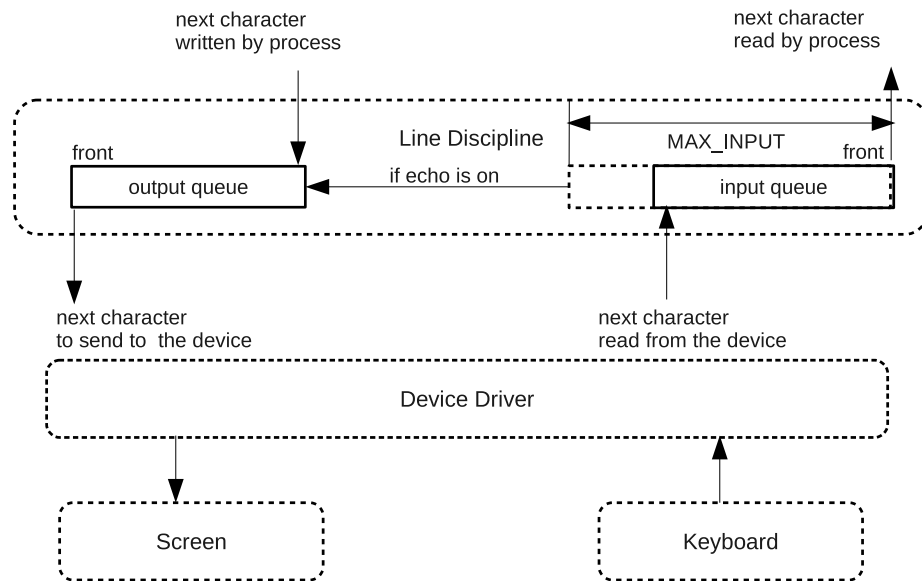 next character
written by process
next character
read by process
Line Discipline
MAX_INPUT
front
front
output queue
if echo is on
input queue
next character
to send to  the device
next character
read from the device
Device Driver
Screen
Keyboard